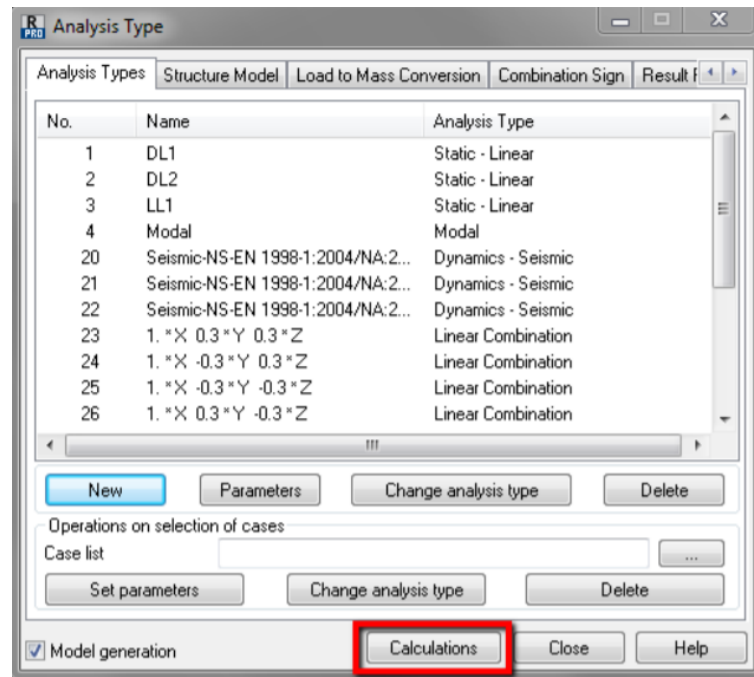 R PRO Analysis Type
Analysis Types Structure Model Load to Mass Conversion Combination Sign Result F
No. Name Analysis Type
1 DL1 Static - Linear
2 DL2 Static - Linear
3 LL1 Static - Linear
4 Modal Modal
20 Seismic-NS-EN 1998-1:2004/NA:2... Dynamics - Seismic
21 Seismic-NS-EN 1998-1:2004/NA:2... Dynamics - Seismic
22 Seismic-NS-EN 1998-1:2004/NA:2... Dynamics - Seismic
23 1. * X 0.3 * Y 0.3 * Z Linear Combination
24 1. * X -0.3 * Y 0.3 * Z Linear Combination
25 1. * X -0.3 * Y -0.3 * Z Linear Combination
26 1. * X 0.3 * Y -0.3 * Z Linear Combination
New Parameters Change analysis type Delete
Operations on selection of cases
Case list ...
Set parameters Change analysis type Delete
Model generation Calculations Close Help